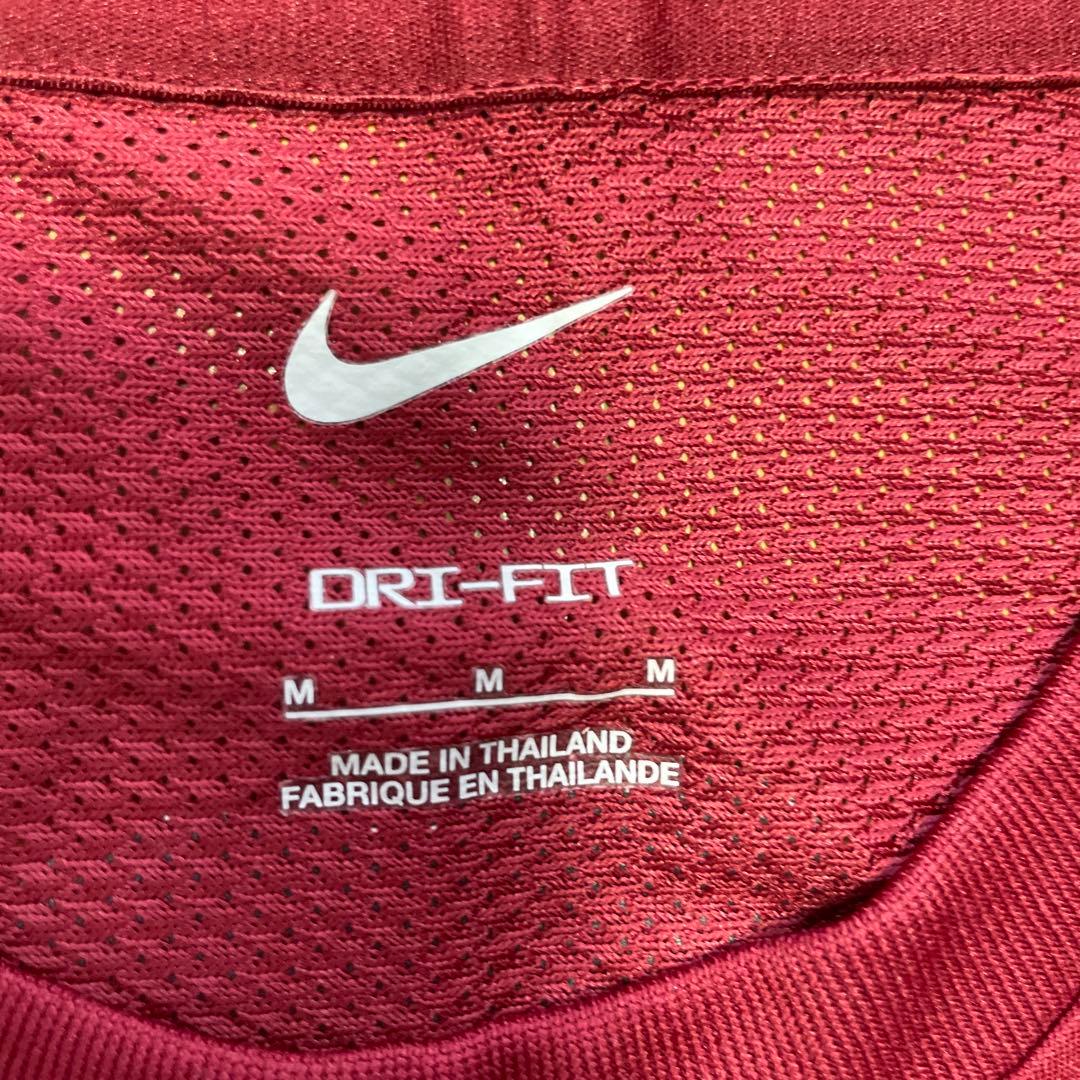 DRI-FIT
M M M
MADE IN THAILAND
FABRIQUE EN THAILANDE